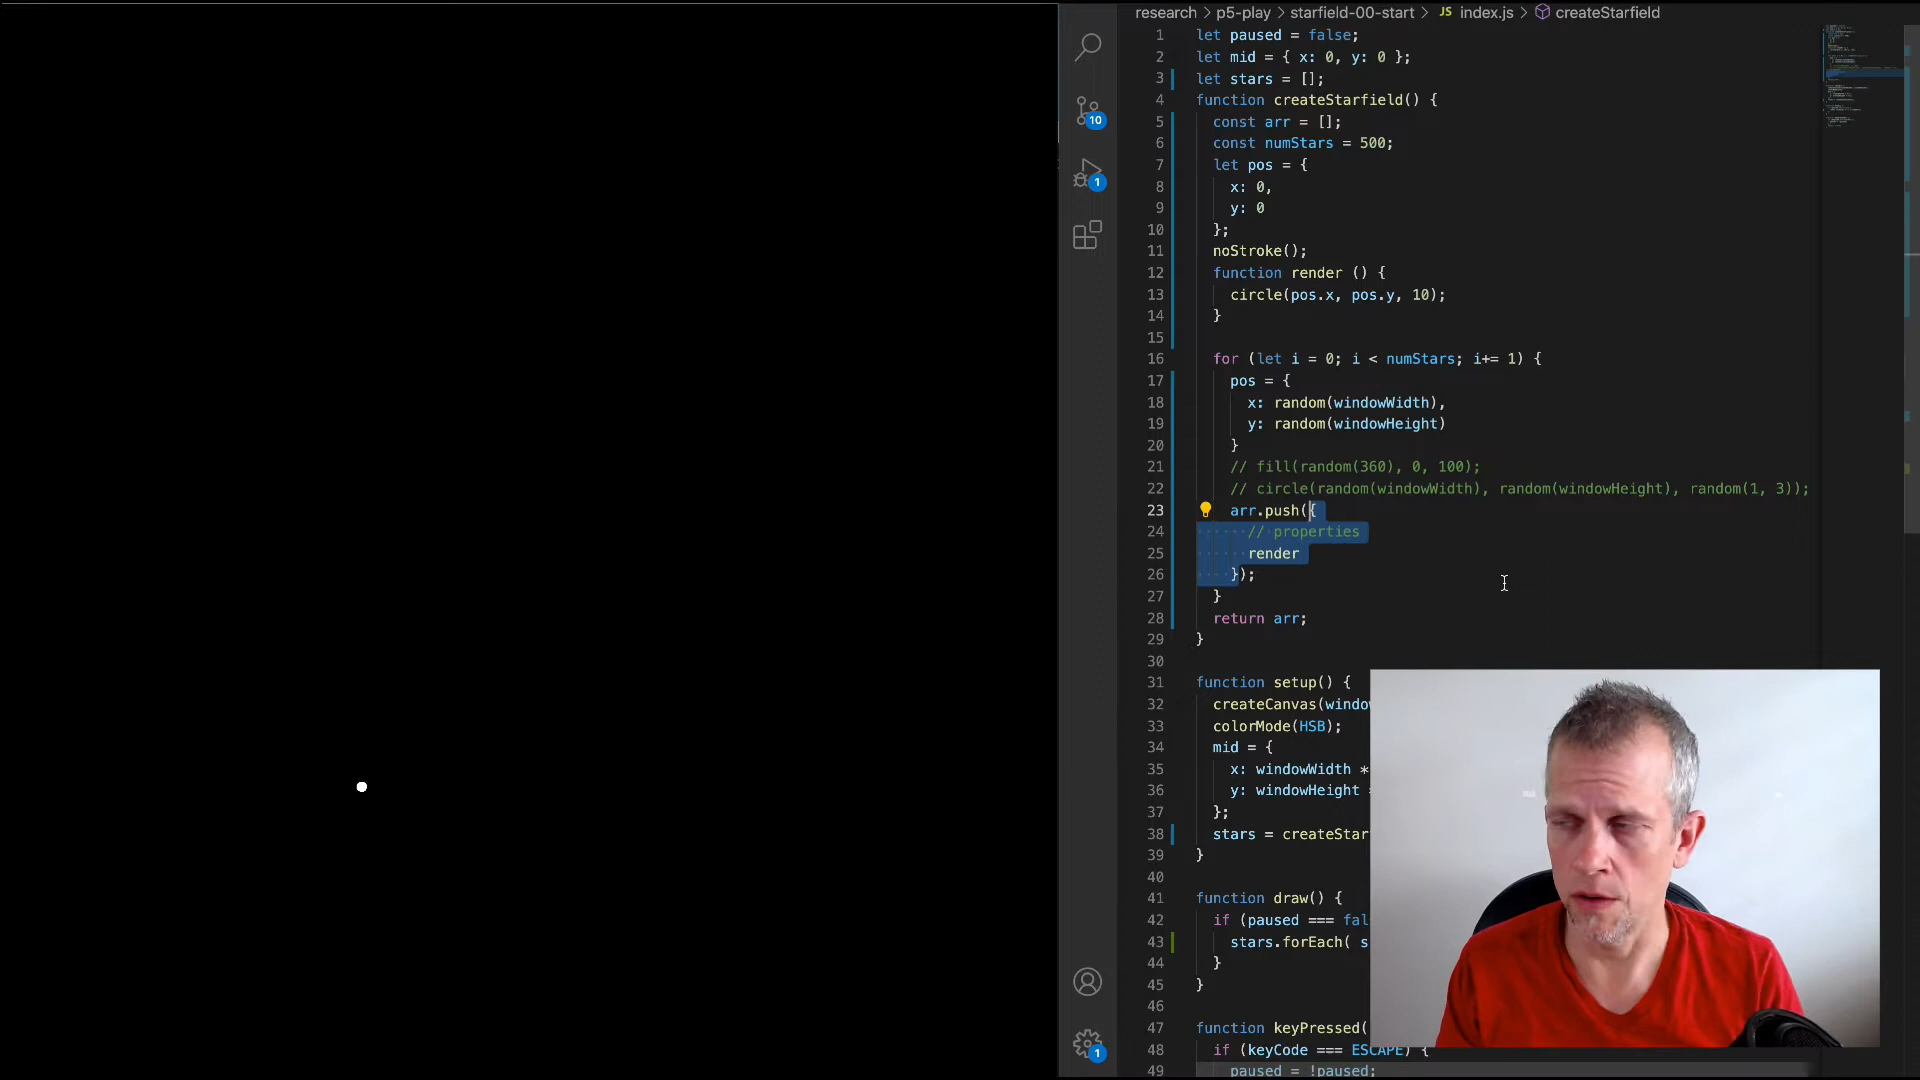 research > p5-play > starfield-00-start > JS index.js > createStarfield
1 let paused = false;
2 let mid = { x: 0, y: 0 };
3 let stars = [];
4 function createStarfield() {
5 const arr = [];
6 const numStars = 500;
7 let pos = {
8 x: 0,
9 y: 0
10 };
11 noStroke();
12 function render () {
13 circle(pos.x, pos.y, 10);
14 }
15
16 for (let i = 0; i < numStars; i+= 1) {
17 pos = {
18 x: random(windowWidth),
19 y: random(windowHeight)
20 }
21 // fill(random(360), 0, 100);
22 // circle(random(windowWidth), random(windowHeight), random(1, 3));
23 arr.push({
24 // properties
25 render
26 });
27 }
28 return arr;
29 }
30
31 function setup() {
32 createCanvas(windo
33 colorMode(HSB);
34 mid = {
35 x: windowWidth *
36 y: windowHeight
37 };
38 stars = createStar
39 }
40
41 function draw() {
42 if (paused === fal
43 stars.forEach( s
44 }
45 }
46
47 function keyPressed(
48 if (keyCode === ESCAPE) {
49 paused = !paused;
10
1
1